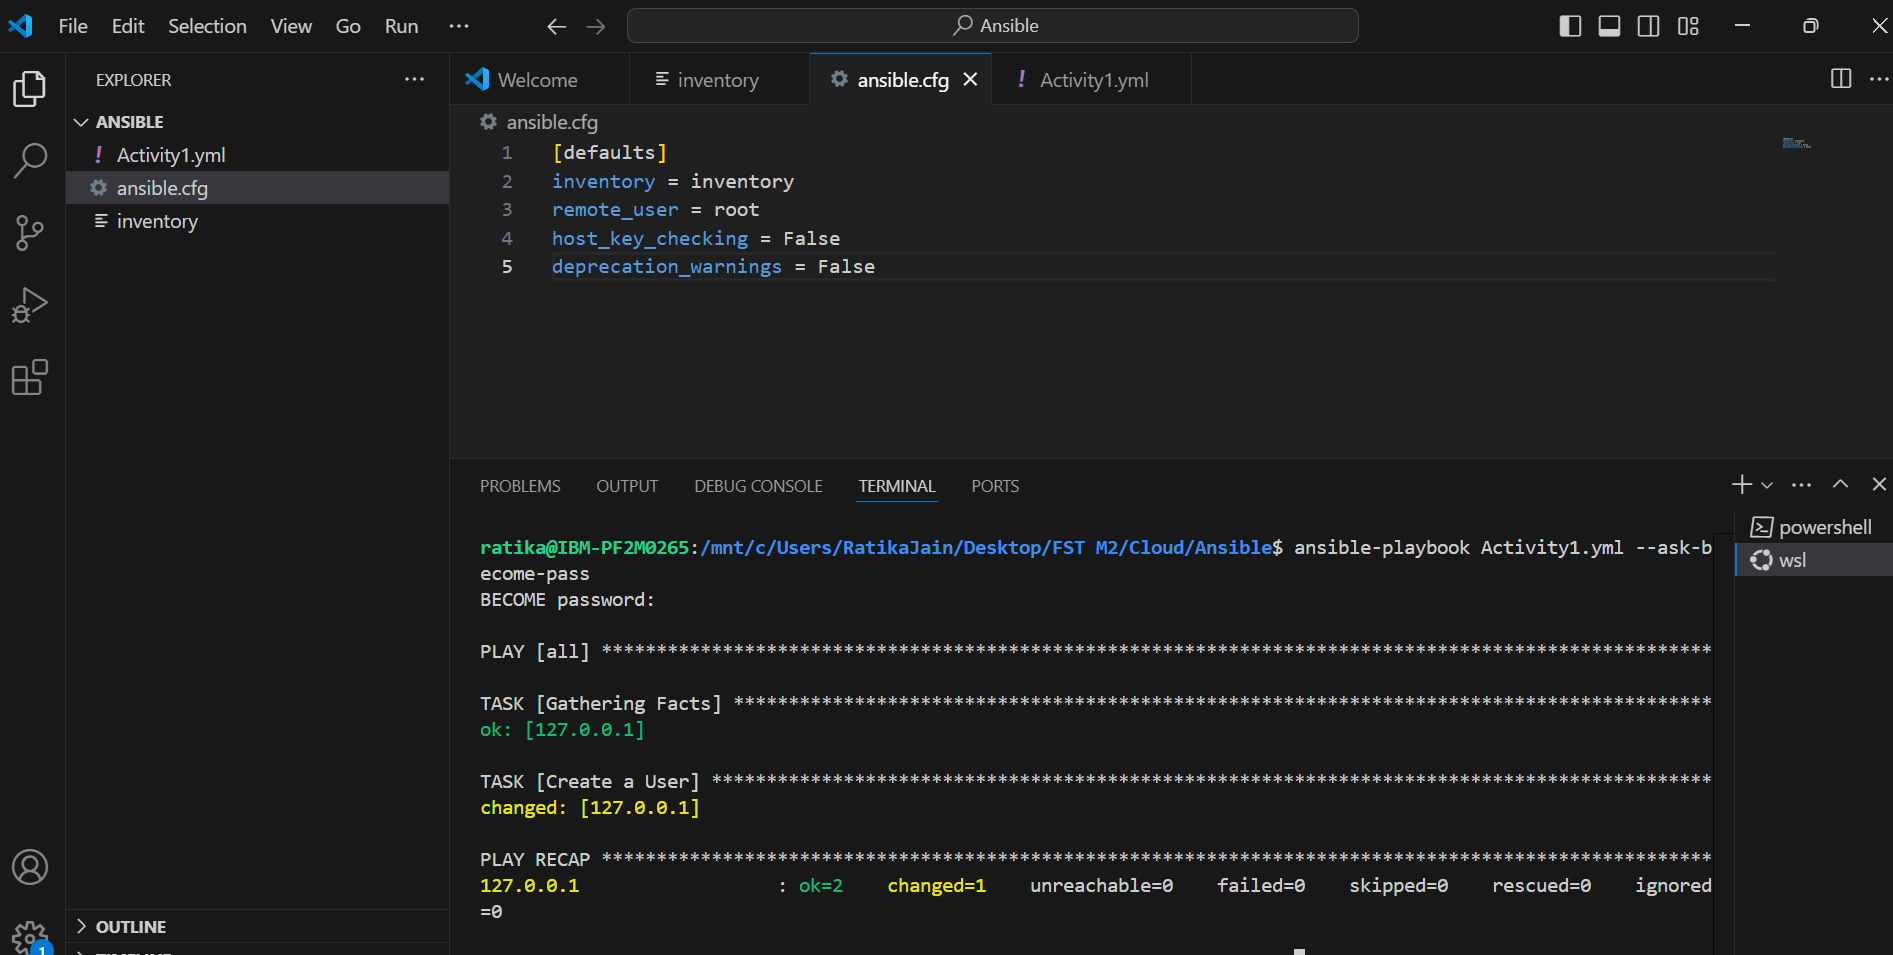 File Edit Selection View Go Run ···
Ansible
EXPLORER ···
Welcome inventory ansible.cfg Activity1.yml
ANSIBLE
Activity1.yml
ansible.cfg
inventory
OUTLINE
1
ansible.cfg
1 [defaults]
2 inventory = inventory
3 remote_user = root
4 host_key_checking = False
5 deprecation_warnings = False
PROBLEMS OUTPUT DEBUG CONSOLE TERMINAL PORTS
powershell
wsl
ratika@IBM-PF2M0265:/mnt/c/Users/RatikaJain/Desktop/FST M2/Cloud/Ansible$ ansible-playbook Activity1.yml --ask-b
ecome-pass
BECOME password:
PLAY [all] *****************************************************************************************************
TASK [Gathering Facts] *****************************************************************************************
ok: [127.0.0.1]
TASK [Create a User] *******************************************************************************************
changed: [127.0.0.1]
PLAY RECAP *****************************************************************************************************
127.0.0.1 : ok=2 changed=1 unreachable=0 failed=0 skipped=0 rescued=0 ignored
=0